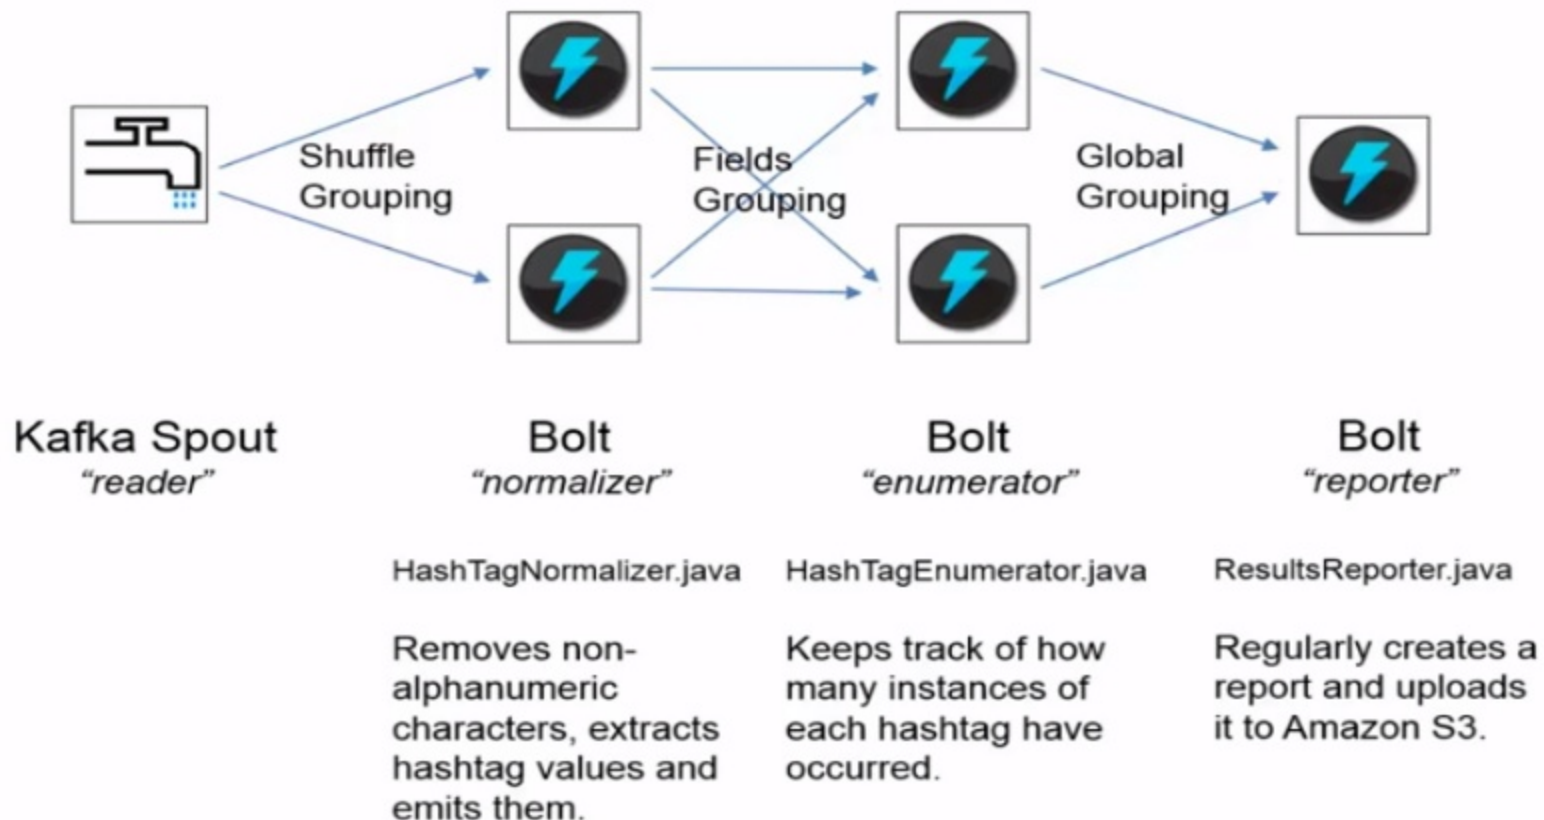 Shuffle
Grouping
Fields
Grouping
Global
Grouping
Kafka Spout
“reader”
Bolt
“normalizer”
Bolt
“enumerator”
Bolt
“reporter”
HashTagNormalizer.java
Removes non-
alphanumeric
characters, extracts
hashtag values and
emits them.
HashTagEnumerator.java
Keeps track of how
many instances of
each hashtag have
occurred.
ResultsReporter.java
Regularly creates a
report and uploads
it to Amazon S3.